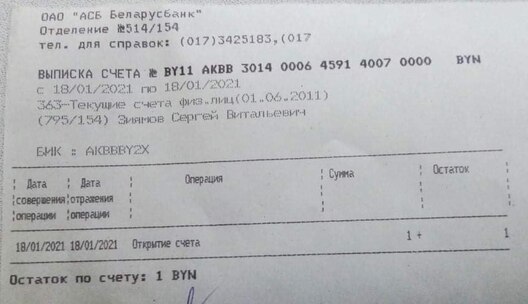 ОАО "АСБ Беларусбанк"
Отделение №514/154
тел. для справок: (017)3425183,(017
ВЫПИСКА СЧЕТА № BY11 AKBB 3014 0006 4591 4007 0000 BYN
с 18/01/2021 по 18/01/2021
363-Текущие счета физ.лиц(01.06.2011)
(795/154) Зиямов Сергей Витальевич
БИК : AKBBBY2X
Дата Дата Операция Сумма Остаток
совершения отражения
операции операции
18/01/2021 18/01/2021 Открытие счета 1 + 1
Остаток по счету: 1 BYN